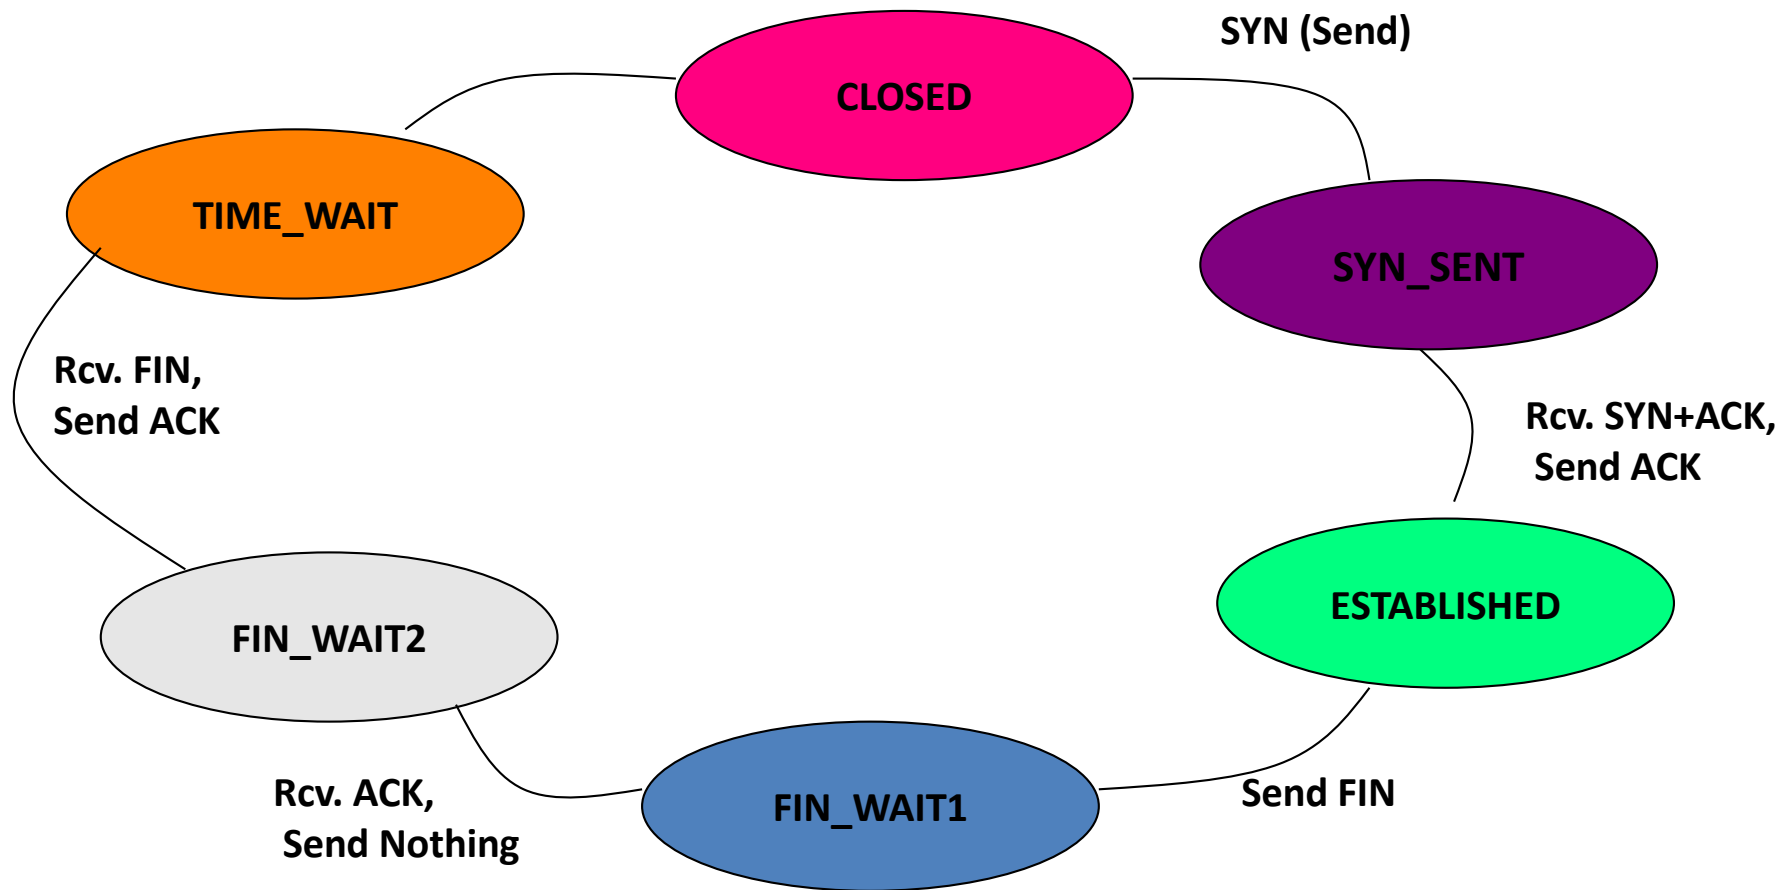 SYN (Send)
CLOSED
TIME_WAIT
SYN_SENT
Rcv. FIN,
Send ACK
Rcv. SYN+ACK,
Send ACK
ESTABLISHED
FIN_WAIT2
Rcv. ACK,
Send Nothing
FIN_WAIT1
Send FIN